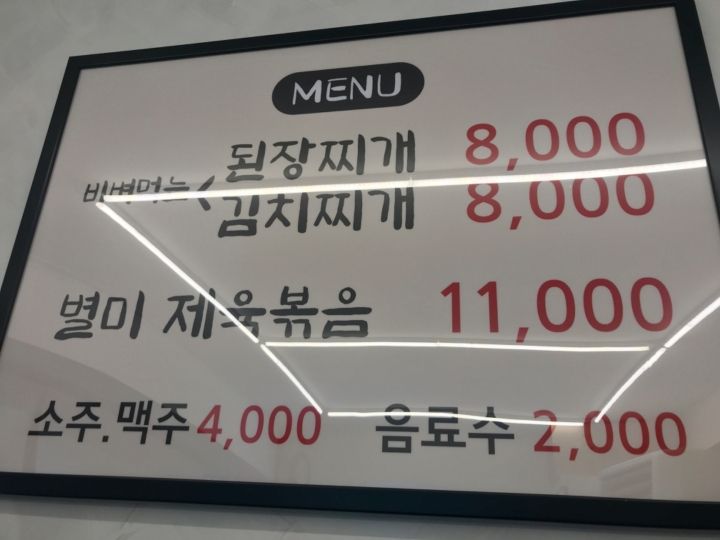 MENU
비벼먹는 < 된장찌개 8,000
김치찌개 8,000
별미 제육볶음 11,000
소주.맥주 4,000 음료수 2,000